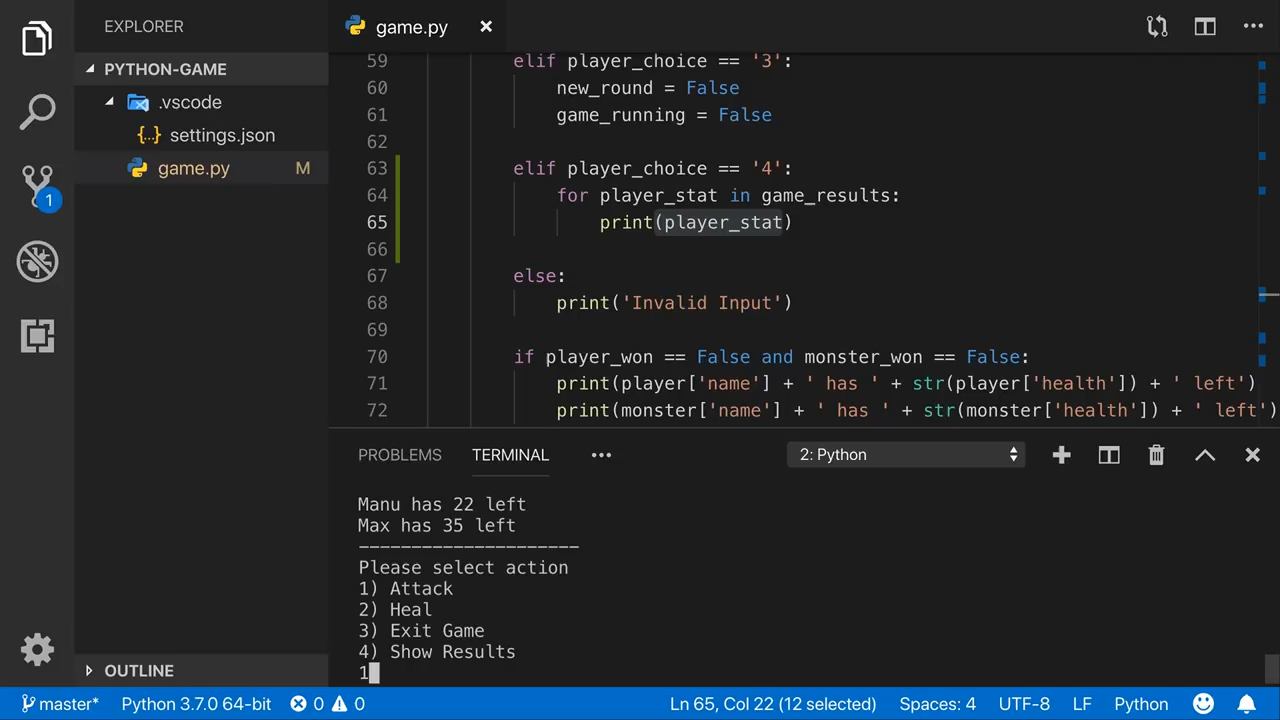 EXPLORER
PYTHON-GAME
.vscode
{..} settings.json
game.py M
1
OUTLINE
game.py ×
59 elif player_choice == '3':
60 new_round = False
61 game_running = False
62
63 elif player_choice == '4':
64 for player_stat in game_results:
65 print(player_stat)
66
67 else:
68 print('Invalid Input')
69
70 if player_won == False and monster_won == False:
71 print(player['name'] + ' has ' + str(player['health']) + ' left')
72 print(monster['name'] + ' has ' + str(monster['health']) + ' left')
PROBLEMS TERMINAL ••• 2: Python
Manu has 22 left
Max has 35 left
---------------------
Please select action
1) Attack
2) Heal
3) Exit Game
4) Show Results
1
master* Python 3.7.0 64-bit 0 0 Ln 65, Col 22 (12 selected) Spaces: 4 UTF-8 LF Python